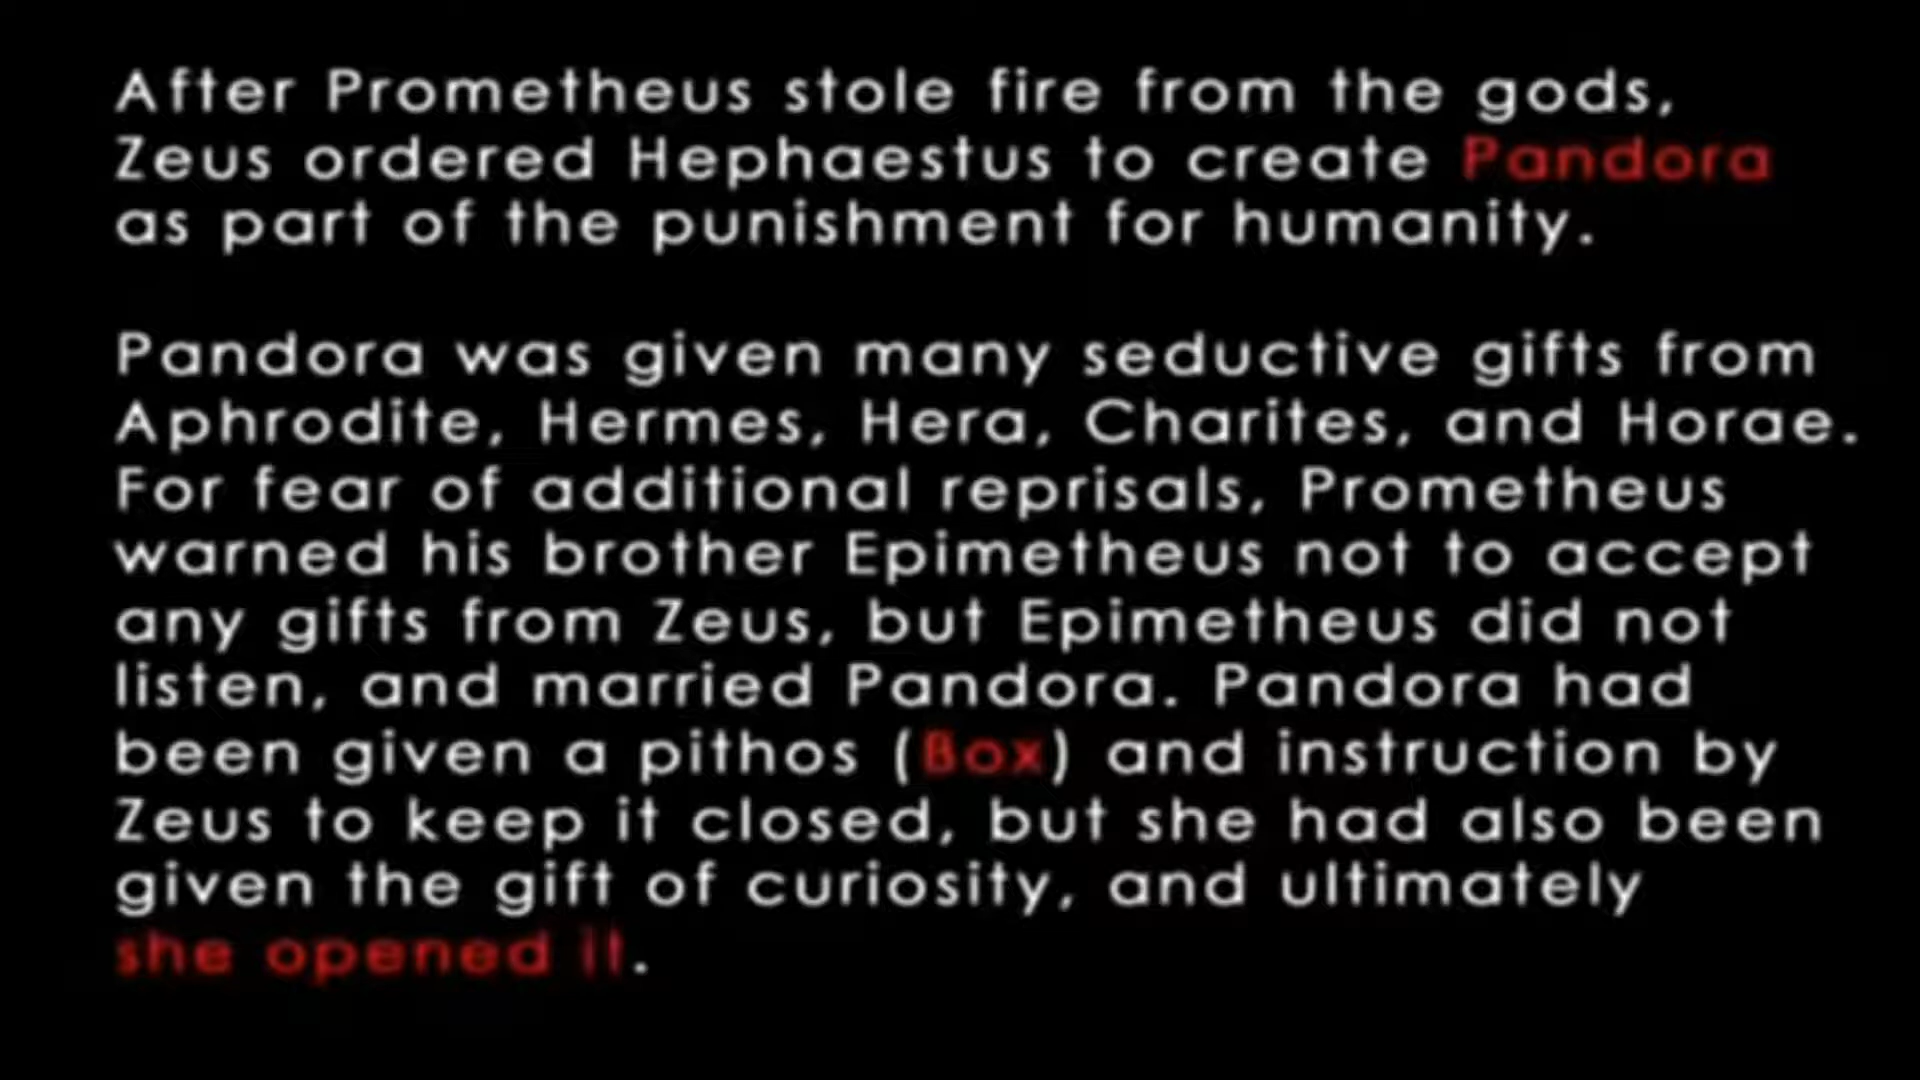 After Prometheus stole fire from the gods,
Zeus ordered Hephaestus to create Pandora
as part of the punishment for humanity.
Pandora was given many seductive gifts from
Aphrodite, Hermes, Hera, Charites, and Horae.
For fear of additional reprisals, Prometheus
warned his brother Epimetheus not to accept
any gifts from Zeus, but Epimetheus did not
listen, and married Pandora. Pandora had
been given a pithos (Box) and instruction by
Zeus to keep it closed, but she had also been
given the gift of curiosity, and ultimately
she opened it.